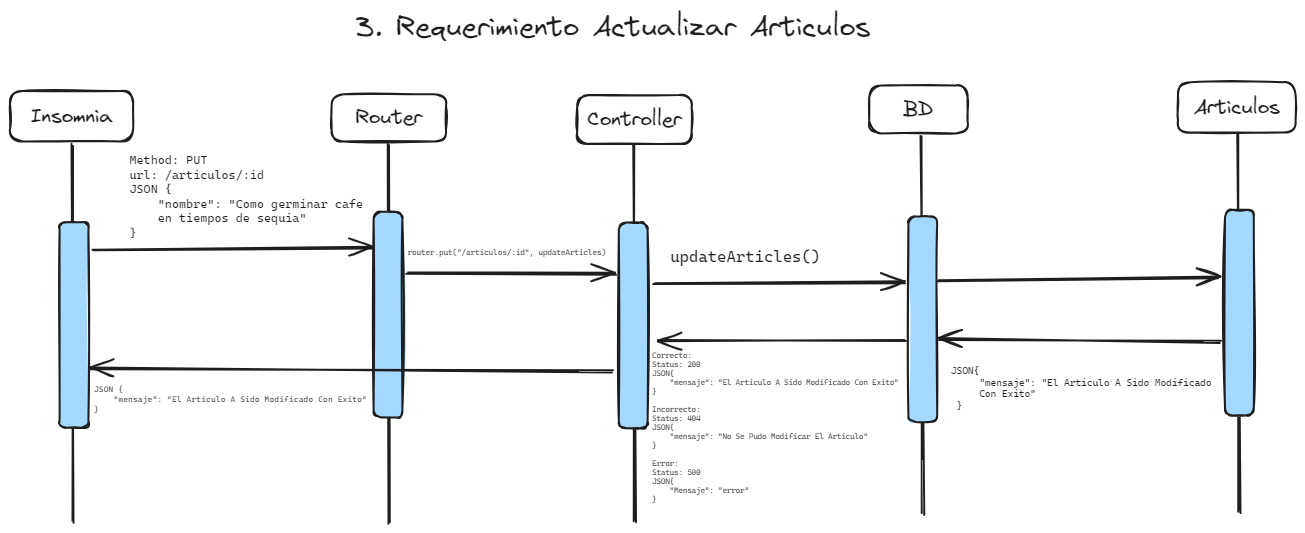 3. Requerimiento Actualizar Articulos
Insomnia
Router
Controller
BD
Articulos
Method: PUT
url: /articulos/:id
JSON {
"nombre": "Como germinar cafe
en tiempos de sequia"
}
router.put("/articulos/:id", updateArticles)
updateArticles()
JSON {
"mensaje": "El Articulo A Sido Modificado Con Exito"
}
Correcto:
Status: 200
JSON{
"mensaje": "El Articulo A Sido Modificado Con Exito"
}
Incorrecto:
Status: 404
JSON{
"mensaje": "No Se Pudo Modificar El Articulo"
}
Error:
Status: 500
JSON{
"Mensaje": "error"
}
JSON{
"mensaje": "El Articulo A Sido Modificado
Con Exito"
}